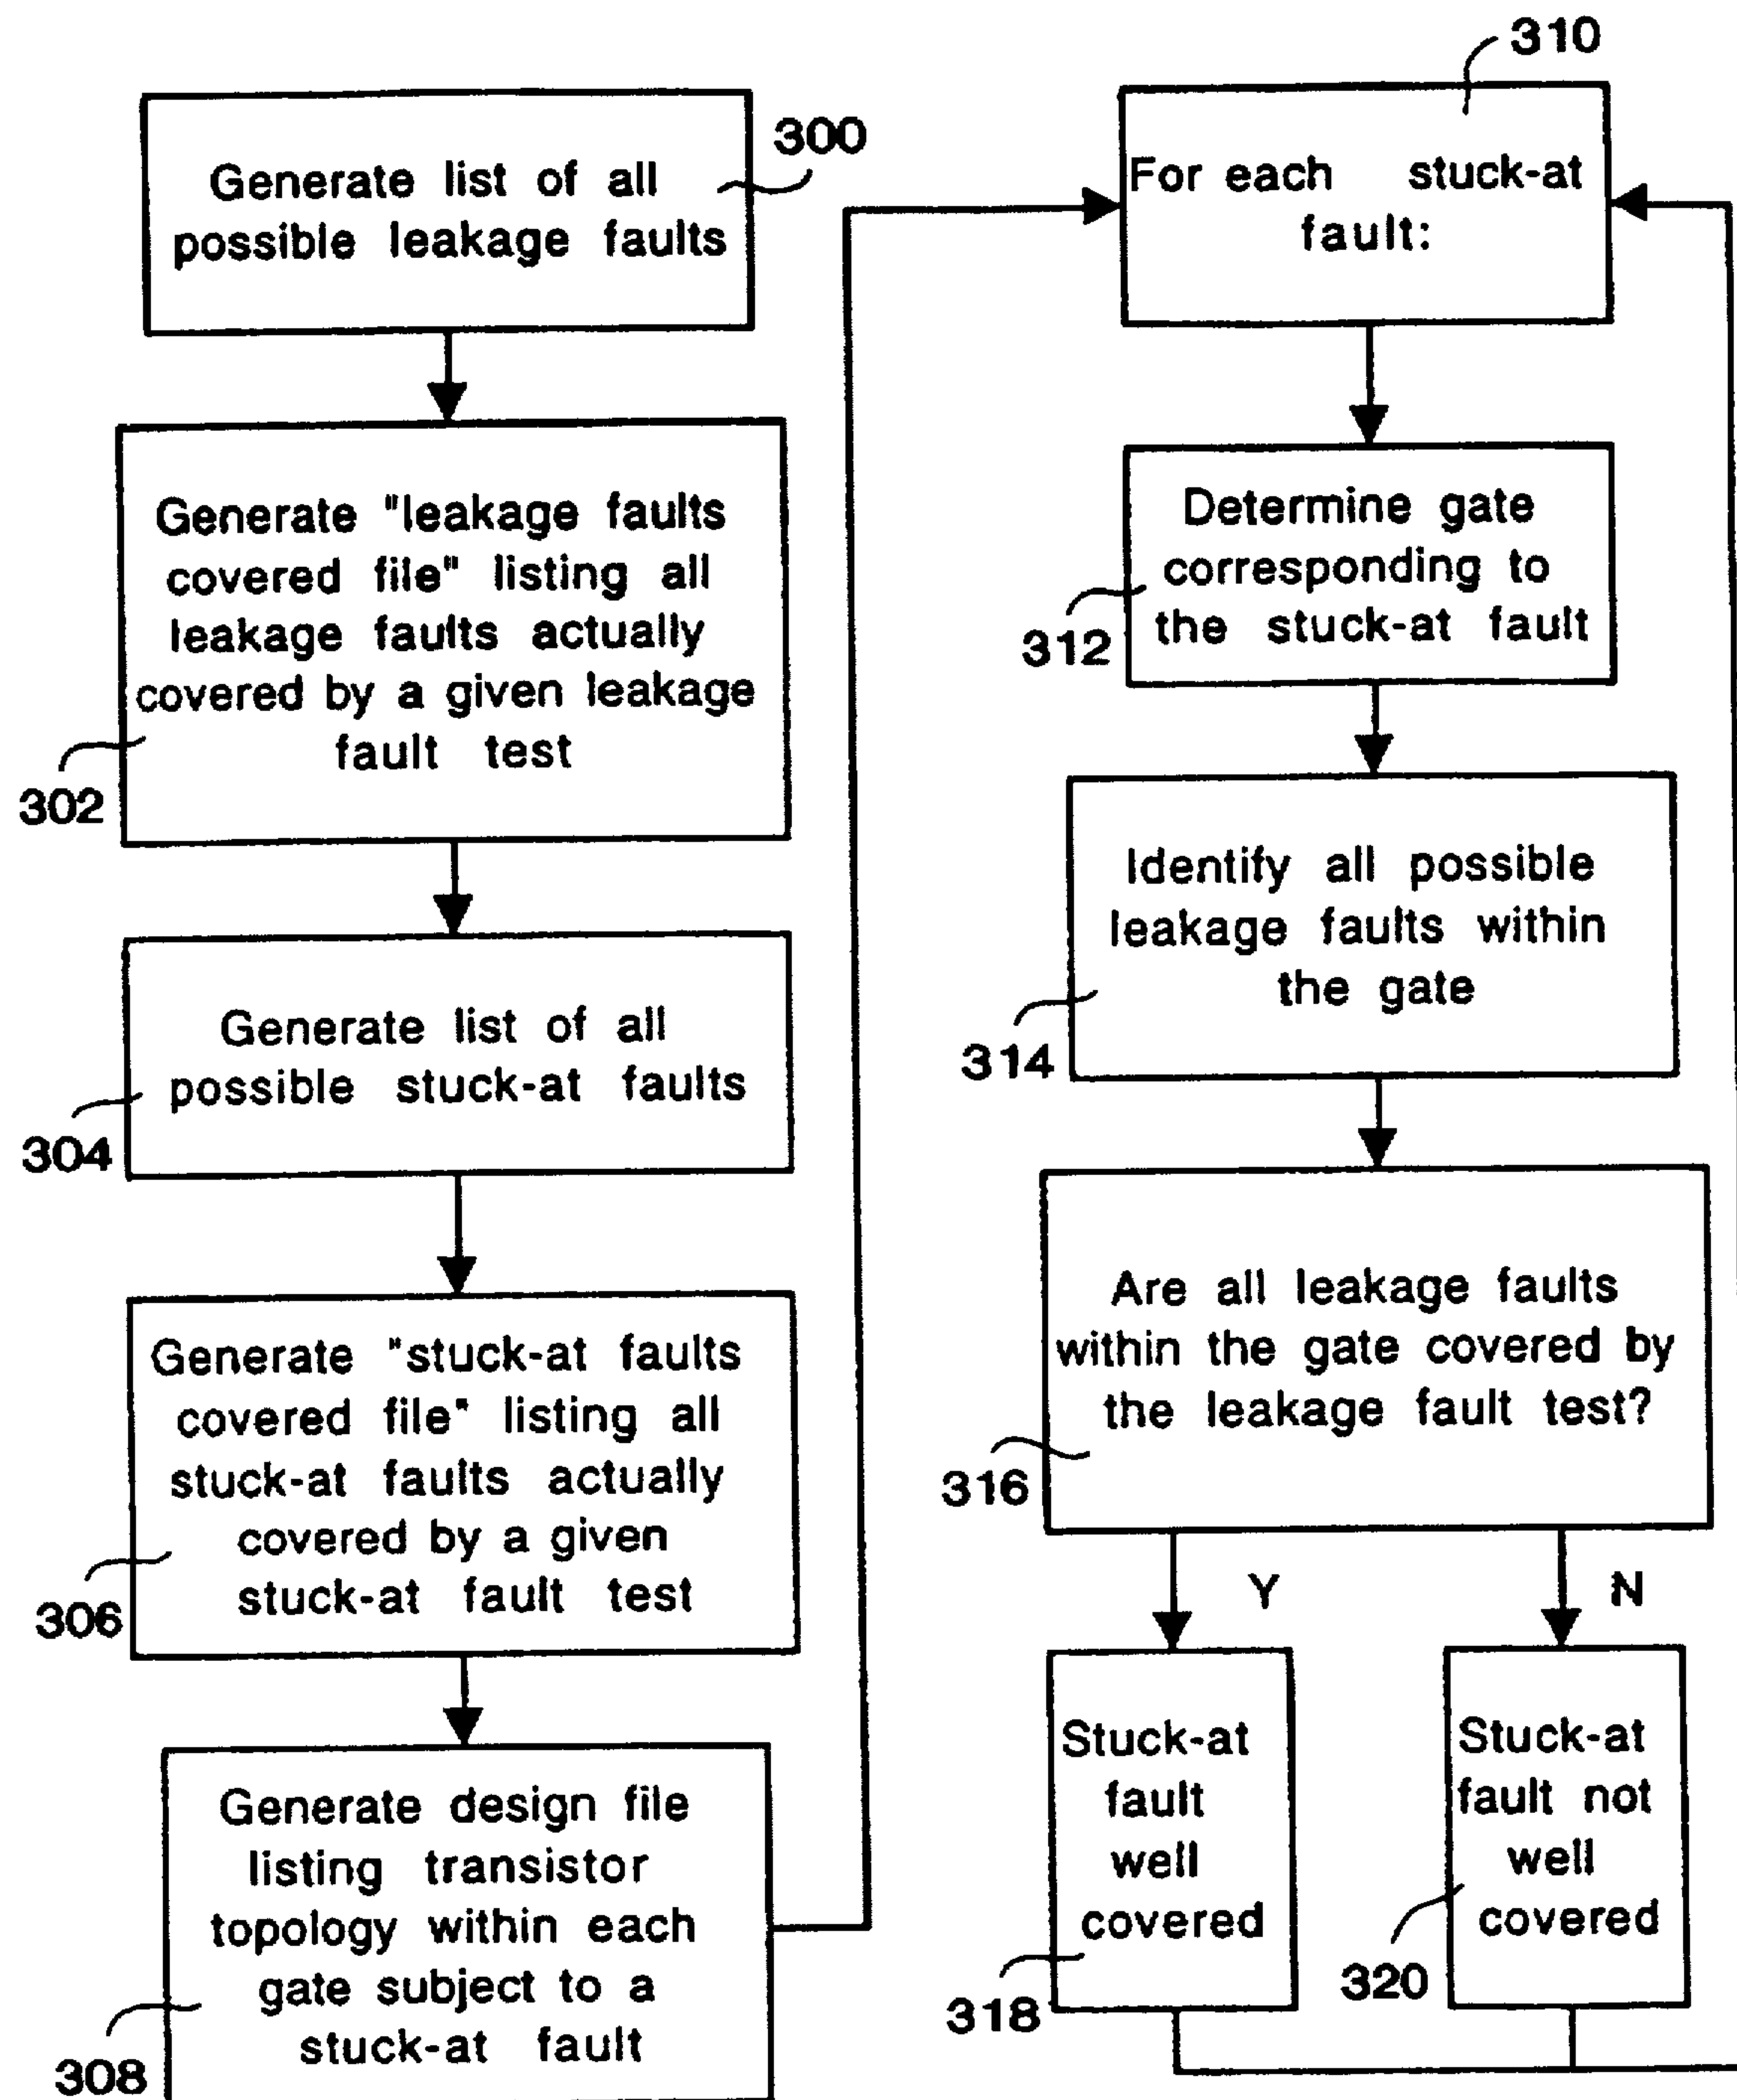 300
Generate list of all
possible leakage faults
Generate "leakage faults
covered file" listing all
leakage faults actually
covered by a given leakage
fault test
302
Generate list of all
possible stuck-at faults
304
Generate "stuck-at faults
covered file" listing all
stuck-at faults actually
covered by a given
stuck-at fault test
306
Generate design file
listing transistor
topology within each
gate subject to a
stuck-at fault
308
310
For each stuck-at
fault:
Determine gate
corresponding to
the stuck-at fault
312
Identify all possible
leakage faults within
the gate
314
Are all leakage faults
within the gate covered by
the leakage fault test?
316
Y
N
Stuck-at
fault
well
covered
318
Stuck-at
fault not
well
covered
320